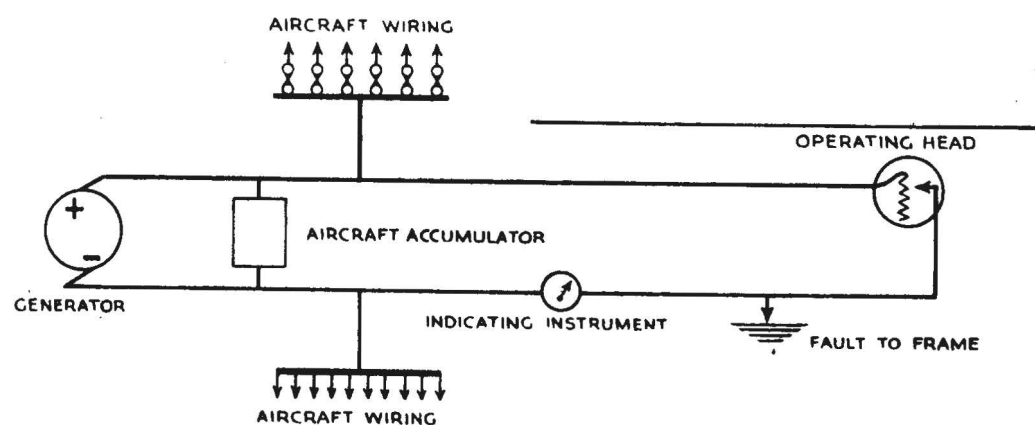 AIRCRAFT WIRING
OPERATING HEAD
+
AIRCRAFT ACCUMULATOR
−
GENERATOR
INDICATING INSTRUMENT
FAULT TO FRAME
AIRCRAFT WIRING